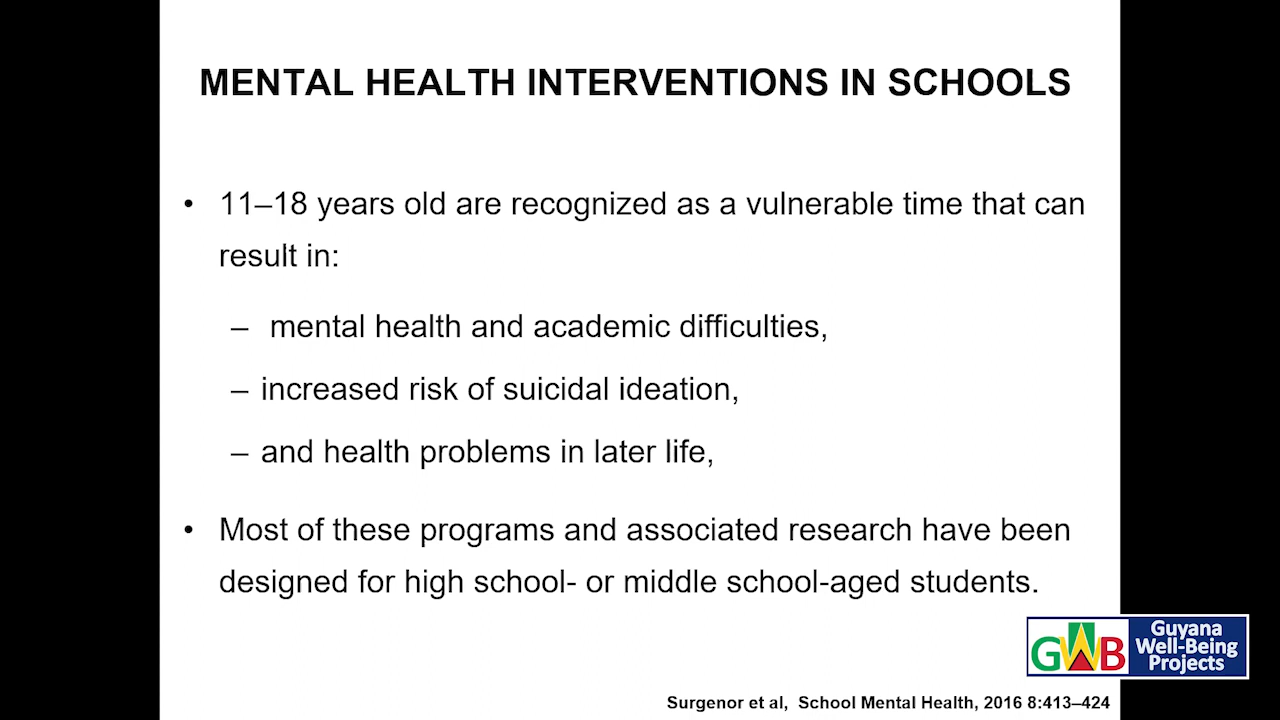 MENTAL HEALTH INTERVENTIONS IN SCHOOLS
• 11–18 years old are recognized as a vulnerable time that can
result in:
– mental health and academic difficulties,
– increased risk of suicidal ideation,
– and health problems in later life,
• Most of these programs and associated research have been
designed for high school- or middle school-aged students.
GWB
Guyana
Well-Being
Projects
Surgenor et al, School Mental Health, 2016 8:413–424